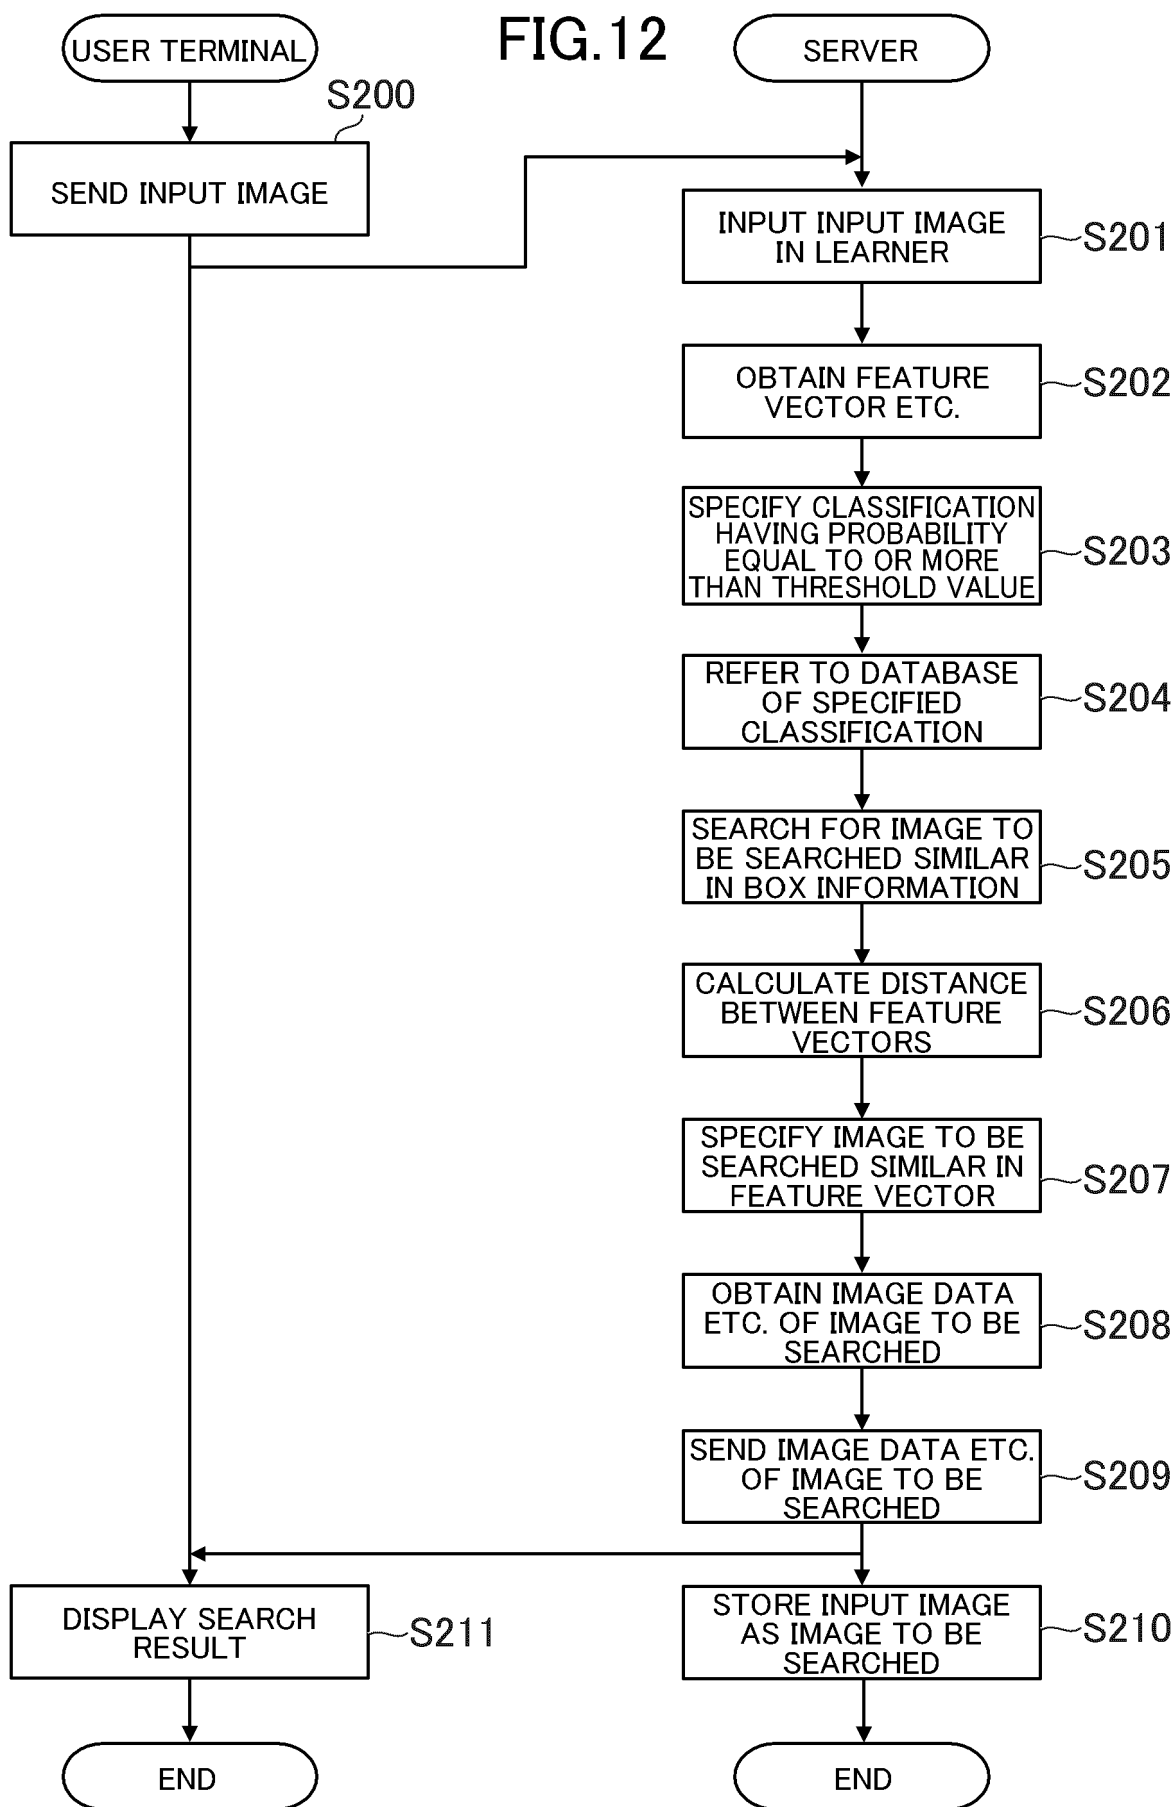 FIG.12
USER TERMINAL
SERVER
S200
SEND INPUT IMAGE
INPUT INPUT IMAGE
IN LEARNER
S201
OBTAIN FEATURE
VECTOR ETC.
S202
SPECIFY CLASSIFICATION
HAVING PROBABILITY
EQUAL TO OR MORE
THAN THRESHOLD VALUE
S203
REFER TO DATABASE
OF SPECIFIED
CLASSIFICATION
S204
SEARCH FOR IMAGE TO
BE SEARCHED SIMILAR
IN BOX INFORMATION
S205
CALCULATE DISTANCE
BETWEEN FEATURE
VECTORS
S206
SPECIFY IMAGE TO BE
SEARCHED SIMILAR IN
FEATURE VECTOR
S207
OBTAIN IMAGE DATA
ETC. OF IMAGE TO BE
SEARCHED
S208
SEND IMAGE DATA ETC.
OF IMAGE TO BE
SEARCHED
S209
DISPLAY SEARCH
RESULT
S211
STORE INPUT IMAGE
AS IMAGE TO BE
SEARCHED
S210
END
END